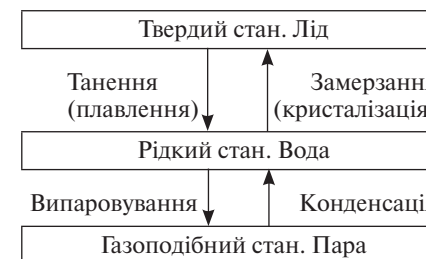 Твердий стан. Лід
Танення
(плавлення)
Замерзанн
(кристалізація
Рідкий стан. Вода
Випаровування
Конденсаці
Газоподібний стан. Пара